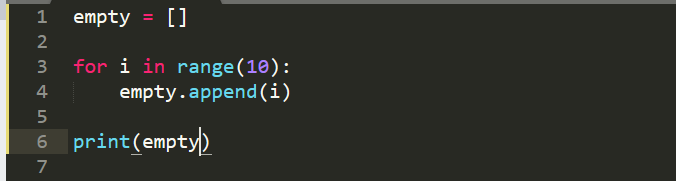 1 empty = []
2
3 for i in range(10):
4     empty.append(i)
5
6 print(empty)
7